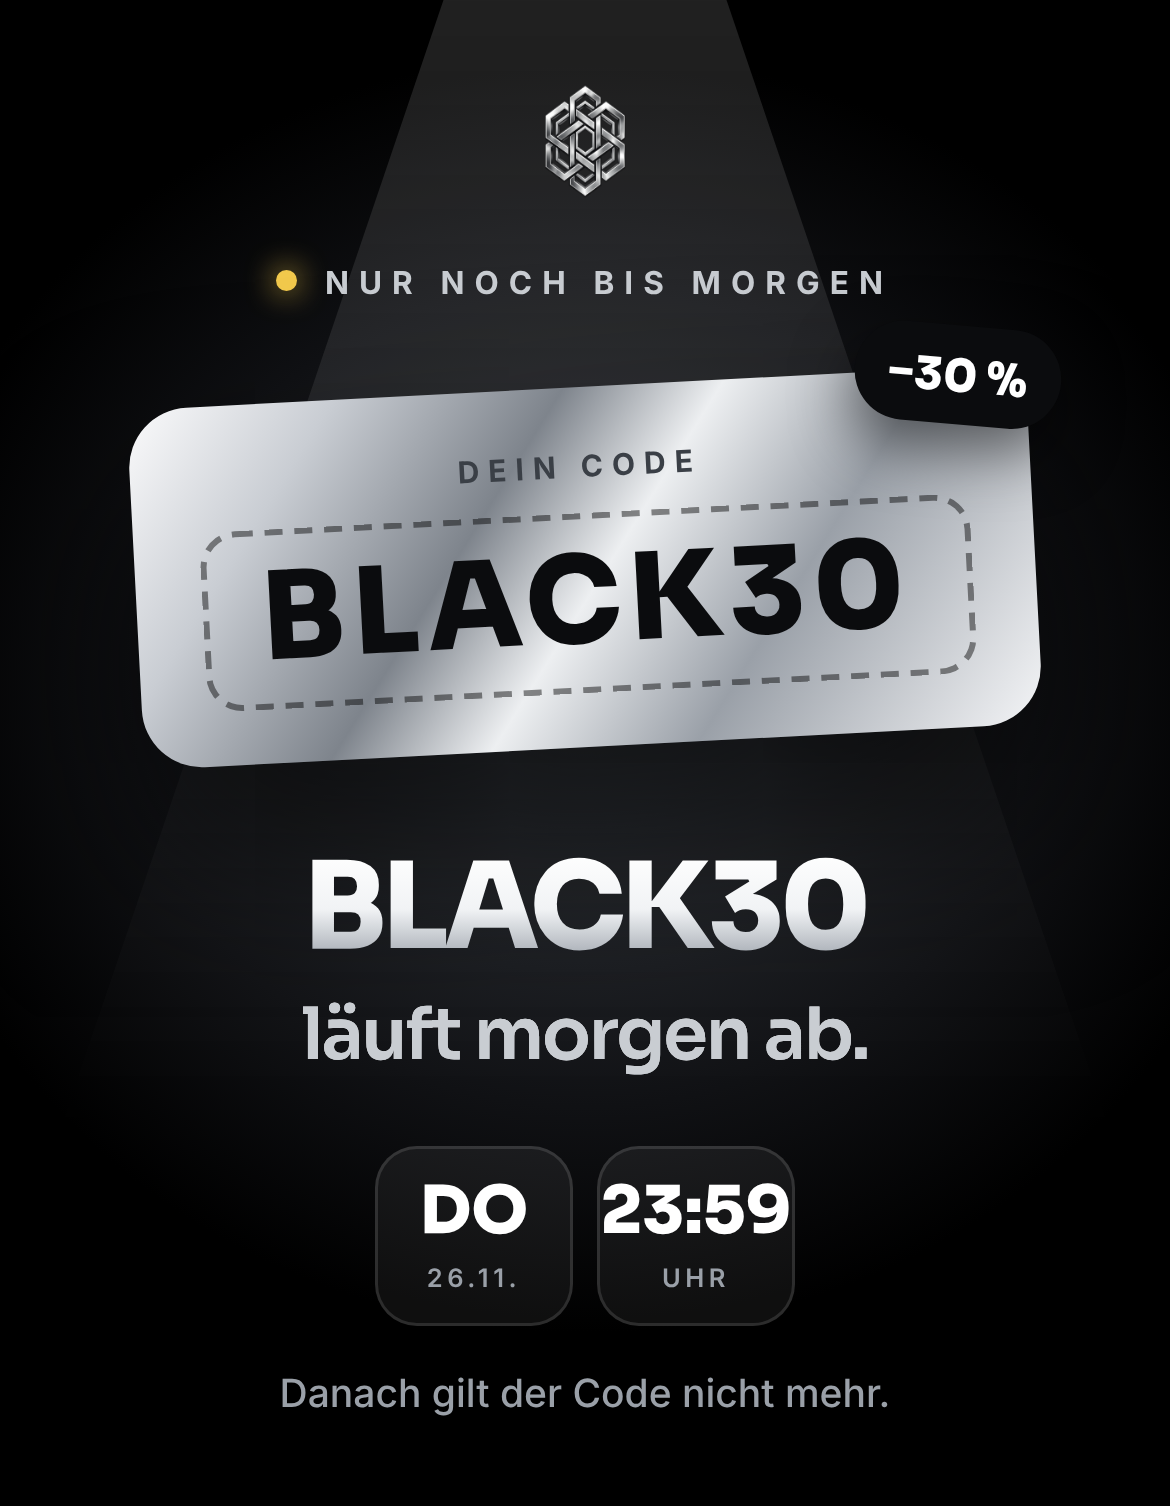 NUR NOCH BIS MORGEN
–30 %
DEIN CODE
BLACK30
BLACK30
läuft morgen ab.
DO
26.11.
23:59
UHR
Danach gilt der Code nicht mehr.